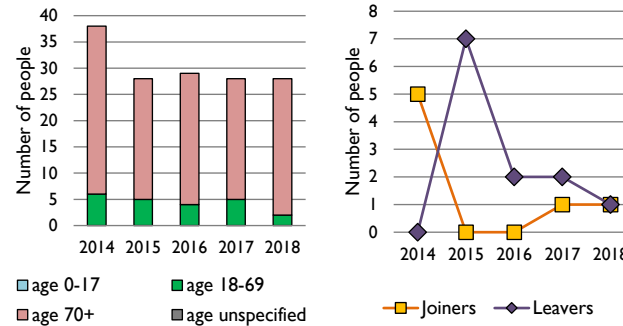 Number of people
40
35
30
25
20
15
10
5
0
2014 2015 2016 2017 2018
age 0-17 age 18-69
age 70+ age unspecified
Number of people
8
7
6
5
4
3
2
1
0
2014 2015 2016 2017 2018
Joiners Leavers